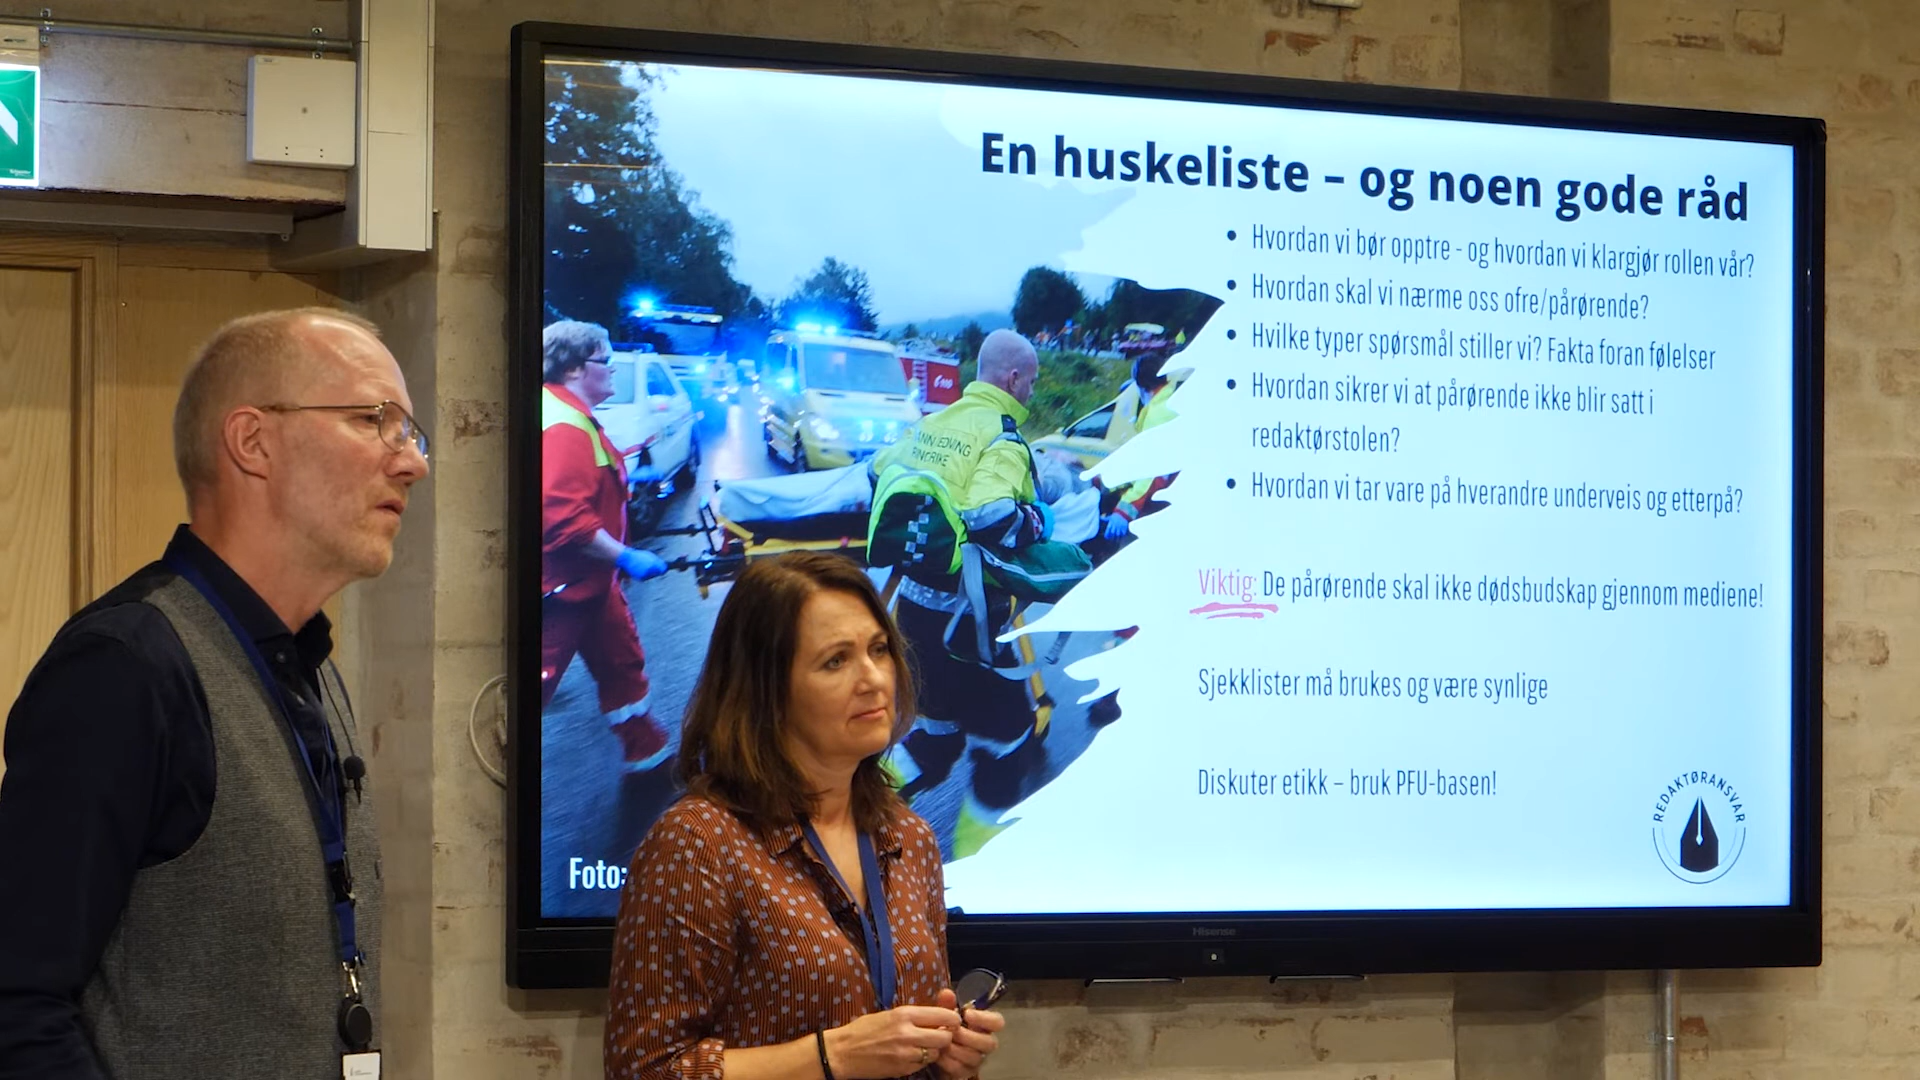 En huskeliste – og noen gode råd
Hvordan vi bør opptre - og hvordan vi klargjør rollen vår?
Hvordan skal vi nærme oss ofre/pårørende?
Hvilke typer spørsmål stiller vi? Fakta foran følelser
Hvordan sikrer vi at pårørende ikke blir satt i
redaktørstolen?
Hvordan vi tar vare på hverandre underveis og etterpå?
Viktig: De pårørende skal ikke dødsbudskap gjennom mediene!
Sjekklister må brukes og være synlige
Diskuter etikk – bruk PFU-basen!
REDAKTØRANSVAR
Foto:
Hisense